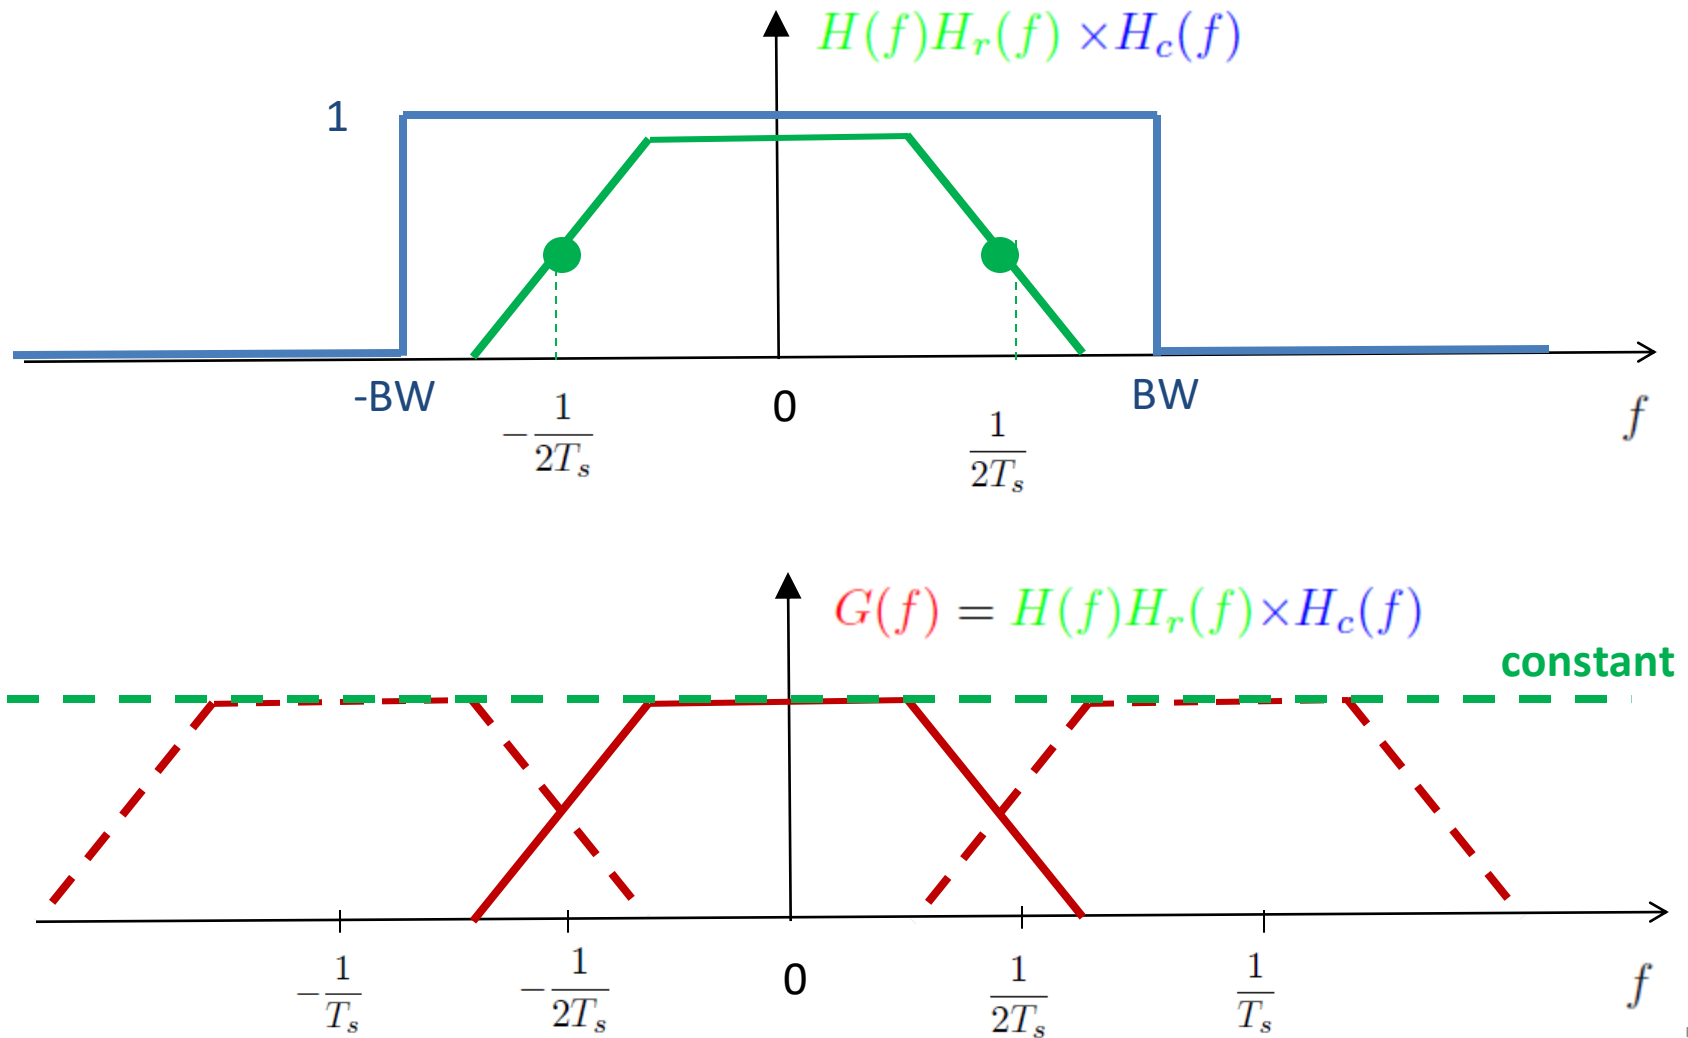 H(f)H_r(f) ×H_c(f)
1
-BW
-1/2T_s
0
1/2T_s
BW
f
G(f) = H(f)H_r(f)×H_c(f)
constant
-1/T_s
-1/2T_s
0
1/2T_s
1/T_s
f